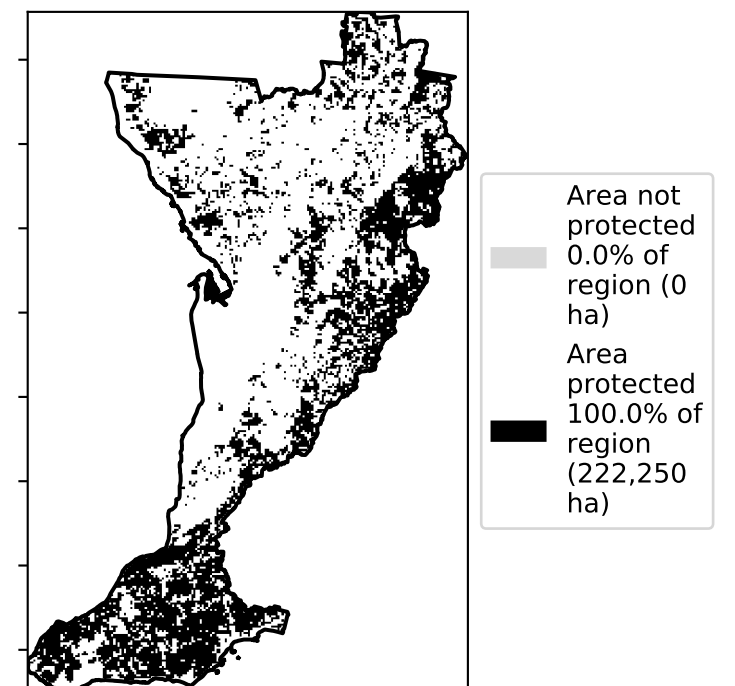 Area not
protected
0.0% of
region (0
ha)
Area
protected
100.0% of
region
(222,250
ha)